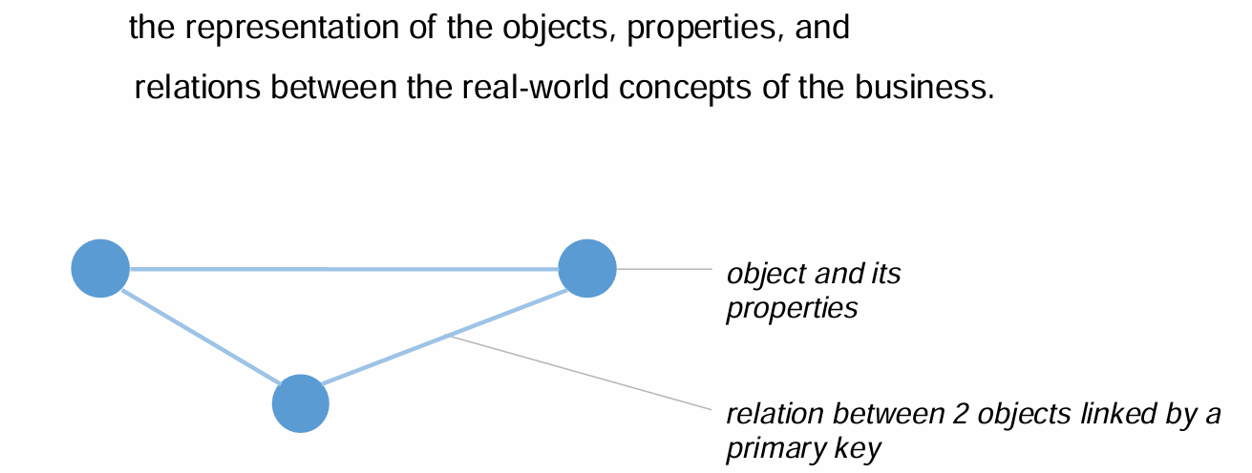 the representation of the objects, properties, and
relations between the real-world concepts of the business.
object and its
properties
relation between 2 objects linked by a
primary key